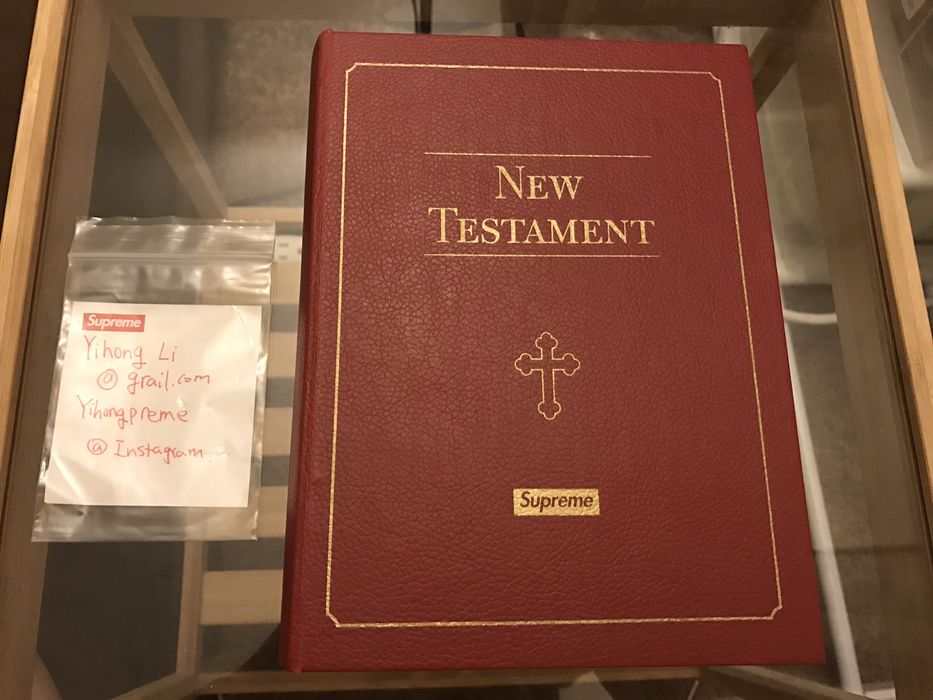 Supreme
Yihong Li
@ grail.com
Yihongpreme
@ Instagram.
NEW
TESTAMENT
Supreme